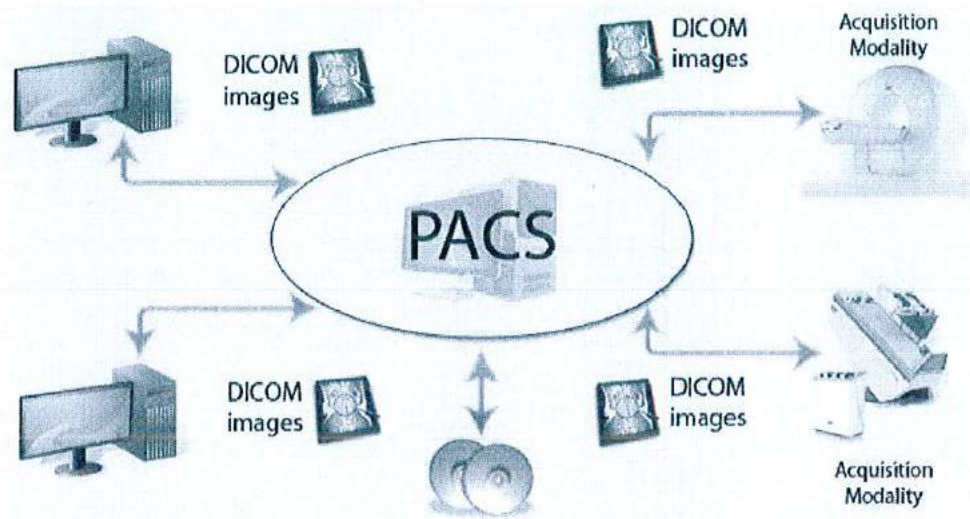 DICOM
images
DICOM
images
Acquisition
Modality
PACS
DICOM
images
DICOM
images
Acquisition
Modality